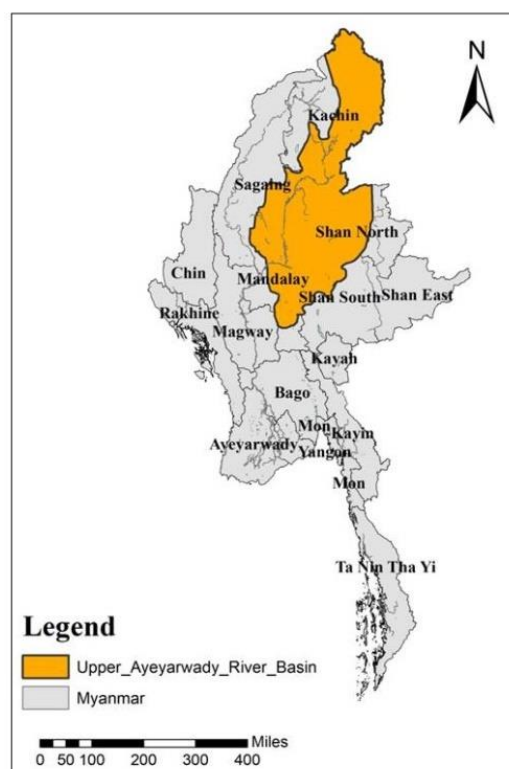 N
Kachin
Sagaing
Shan North
Chin
Mandalay
Shan South
Shan East
Rakhine
Magway
Kayah
Bago
Mon
Kayin
Ayeyarwady
Yangon
Mon
Ta Nin Tha Yi
Legend
Upper_Ayeyarwady_River_Basin
Myanmar
Miles
0 50 100 200 300 400